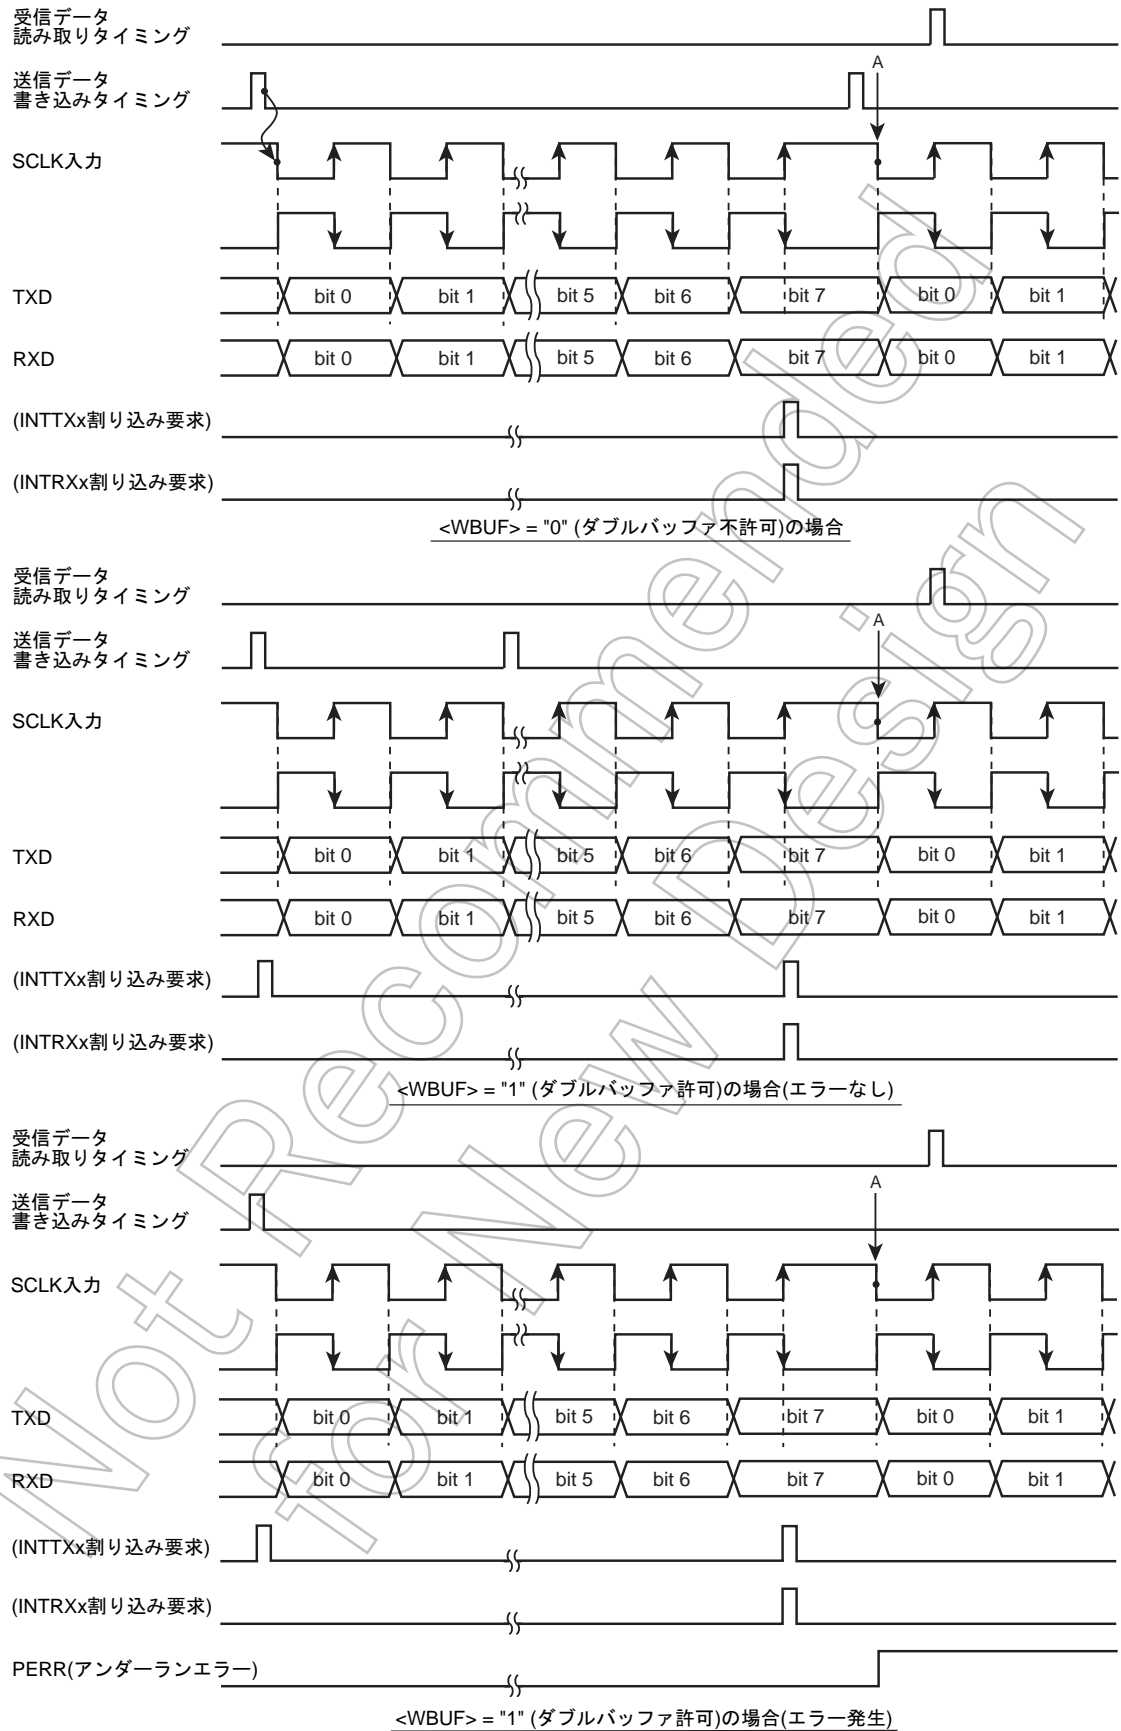 受信データ
読み取りタイミング
送信データ
書き込みタイミング
A
SCLK入力
TXD
bit 0 bit 1 bit 5 bit 6 bit 7 bit 0 bit 1
RXD
bit 0 bit 1 bit 5 bit 6 bit 7 bit 0 bit 1
(INTTXx割り込み要求)
(INTRXx割り込み要求)
<WBUF> = "0" (ダブルバッファ不許可)の場合
受信データ
読み取りタイミング
送信データ
書き込みタイミング
A
SCLK入力
TXD
bit 0 bit 1 bit 5 bit 6 bit 7 bit 0 bit 1
RXD
bit 0 bit 1 bit 5 bit 6 bit 7 bit 0 bit 1
(INTTXx割り込み要求)
(INTRXx割り込み要求)
<WBUF> = "1" (ダブルバッファ許可)の場合(エラーなし)
受信データ
読み取りタイミング
送信データ
書き込みタイミング
A
SCLK入力
TXD
bit 0 bit 1 bit 5 bit 6 bit 7 bit 0 bit 1
RXD
bit 0 bit 1 bit 5 bit 6 bit 7 bit 0 bit 1
(INTTXx割り込み要求)
(INTRXx割り込み要求)
PERR(アンダーランエラー)
<WBUF> = "1" (ダブルバッファ許可)の場合(エラー発生)
Not Recommended
for New Design